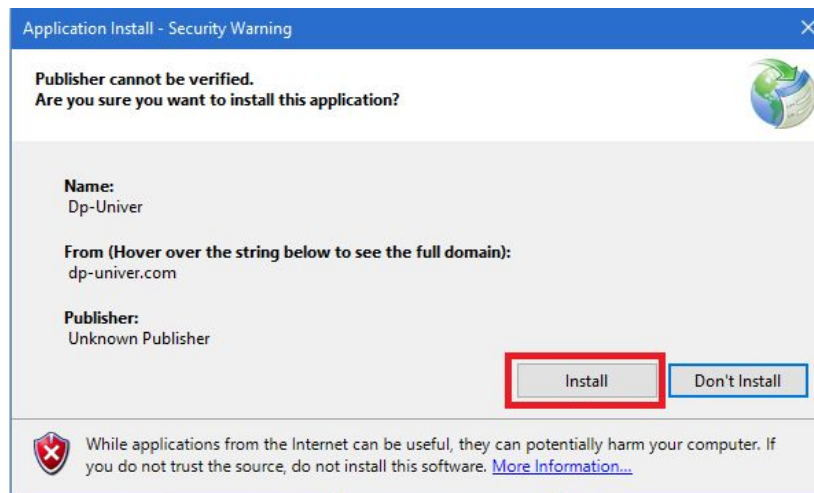 Application Install - Security Warning
Publisher cannot be verified.
Are you sure you want to install this application?
Name:
Dp-Univer
From (Hover over the string below to see the full domain):
dp-univer.com
Publisher:
Unknown Publisher
Install
Don't Install
While applications from the Internet can be useful, they can potentially harm your computer. If
you do not trust the source, do not install this software. More Information...